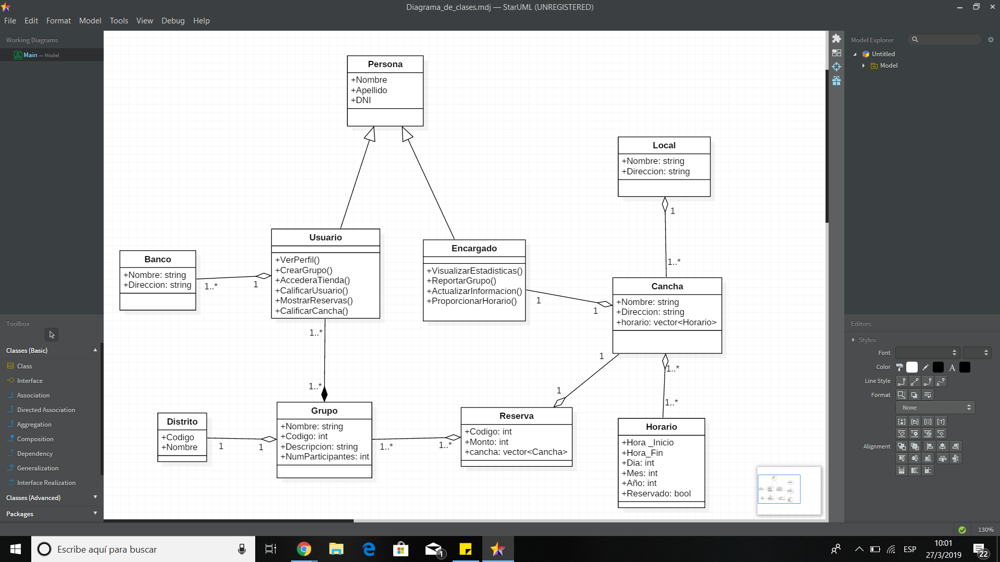 Diagrama_de_clases.mdj — StarUML (UNREGISTERED)
File Edit Format Model Tools View Debug Help
Working Diagrams
Main — Model
Toolbox
Classes (Basic)
Class
Interface
Association
Directed Association
Aggregation
Composition
Dependency
Generalization
Interface Realization
Classes (Advanced)
Packages
Persona
+Nombre
+Apellido
+DNI
Local
+Nombre: string
+Direccion: string
1
1..*
Banco
+Nombre: string
+Direccion: string
1..*
1
Usuario
+VerPerfil()
+CrearGrupo()
+AccederaTienda()
+CalificarUsuario()
+MostrarReservas()
+CalificarCancha()
1..*
1..*
Encargado
+VisualizarEstadisticas()
+ReportarGrupo()
+ActualizarInformacion()
+ProporcionarHorario()
1
1
Cancha
+Nombre: string
+Direccion: string
+horario: vector<Horario>
1
1
1..*
1..*
Distrito
+Codigo
+Nombre
1
1
Grupo
+Nombre: string
+Codigo: int
+Descripcion: string
+NumParticipantes: int
1..*
1..*
Reserva
+Codigo: int
+Monto: int
+cancha: vector<Cancha>
Horario
+Hora _Inicio
+Hora_Fin
+Dia: int
+Mes: int
+Año: int
+Reservado: bool
Model Explorer
Untitled
Model
Editors
Styles
Font
Color
A
Line Style
Format
None
Alignment
130%
Escribe aquí para buscar
1
ESP
10:01
27/3/2019
22